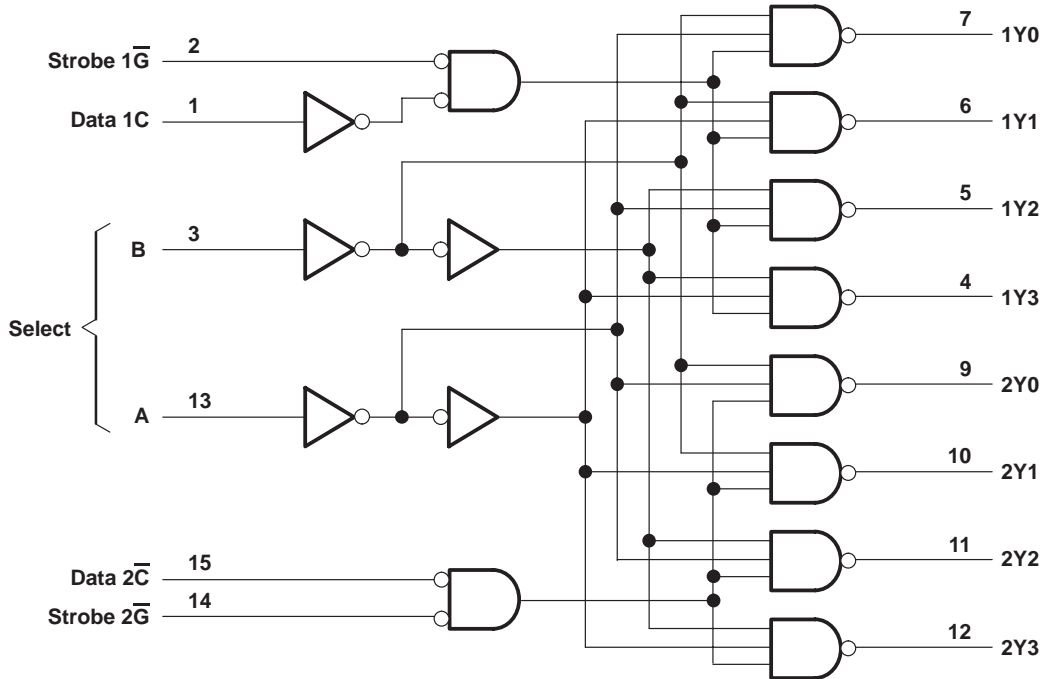 Strobe 1G̅ 2
Data 1C 1
Select
B 3
A 13
Data 2C̅ 15
Strobe 2G̅ 14
7 1Y0
6 1Y1
5 1Y2
4 1Y3
9 2Y0
10 2Y1
11 2Y2
12 2Y3